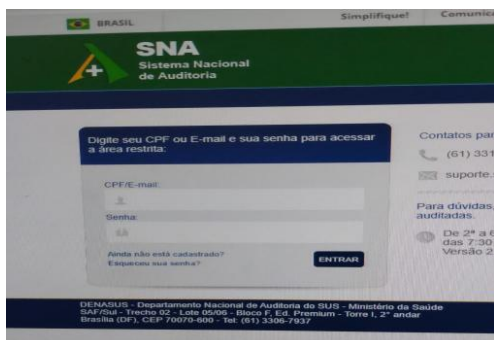 BRASIL
Simplifique!
Comunica
SNA
Sistema Nacional
de Auditoria
Digite seu CPF ou E-mail e sua senha para acessar
a área restrita:
CPF/E-mail:
Senha:
Ainda não está cadastrado?
Esqueceu sua senha?
ENTRAR
Contatos par
(61) 331
suporte.
Para dúvidas,
auditadas.
De 2ª a 6
das 7:30
Versão 2
DENASUS - Departamento Nacional de Auditoria do SUS - Ministério da Saúde
SAF/Sul - Trecho 02 - Lote 05/06 - Bloco F, Ed. Premium - Torre I, 2° andar
Brasília (DF), CEP 70070-600 - Tel: (61) 3306-7937